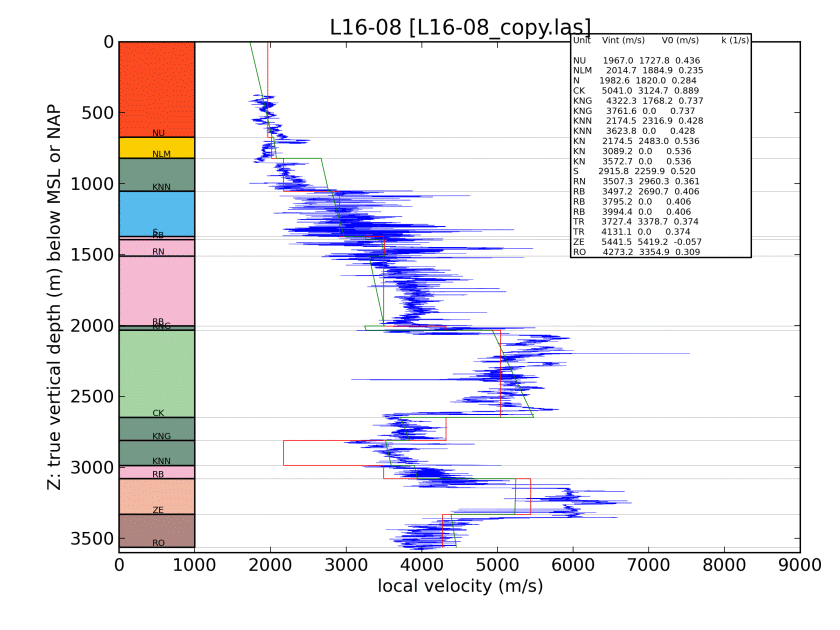 L16-08 [L16-08_copy.las]
Unit Vint (m/s) V0 (m/s) k (1/s)
NU 1967.0 1727.8 0.436
NLM 2014.7 1884.9 0.235
N 1982.6 1820.0 0.284
CK 5041.0 3124.7 0.889
KNG 4322.3 1768.2 0.737
KNG 3761.6 0.0 0.737
KNN 2174.5 2316.9 0.428
KNN 3623.8 0.0 0.428
KN 2174.5 2483.0 0.536
KN 3089.2 0.0 0.536
KN 3572.7 0.0 0.536
S 2915.8 2259.9 0.520
RN 3507.3 2960.3 0.361
RB 3497.2 2690.7 0.406
RB 3795.2 0.0 0.406
RB 3994.4 0.0 0.406
TR 3727.4 3378.7 0.374
TR 4131.1 0.0 0.374
ZE 5441.5 5419.2 -0.057
RO 4273.2 3354.9 0.309
Z: true vertical depth (m) below MSL or NAP
0
500
1000
1500
2000
2500
3000
3500
NU
NLM
KNN
S
RB
RN
RB
KNG
CK
KNG
KNN
RB
ZE
RO
0 1000 2000 3000 4000 5000 6000 7000 8000 9000
local velocity (m/s)